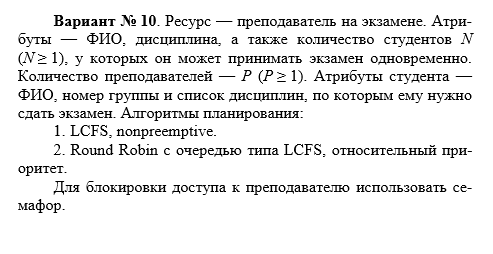 Вариант № 10. Ресурс — преподаватель на экзамене. Атри-
буты — ФИО, дисциплина, а также количество студентов N
(N ≥ 1), у которых он может принимать экзамен одновременно.
Количество преподавателей — P (P ≥ 1). Атрибуты студента —
ФИО, номер группы и список дисциплин, по которым ему нужно
сдать экзамен. Алгоритмы планирования:
1. LCFS, nonpreemptive.
2. Round Robin с очередью типа LCFS, относительный при-
оритет.
Для блокировки доступа к преподавателю использовать се-
мафор.